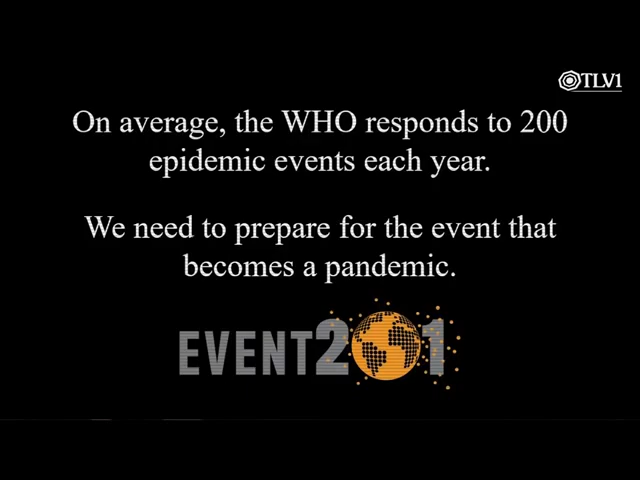 TLV1
On average, the WHO responds to 200
epidemic events each year.
We need to prepare for the event that
becomes a pandemic.
EVENT201